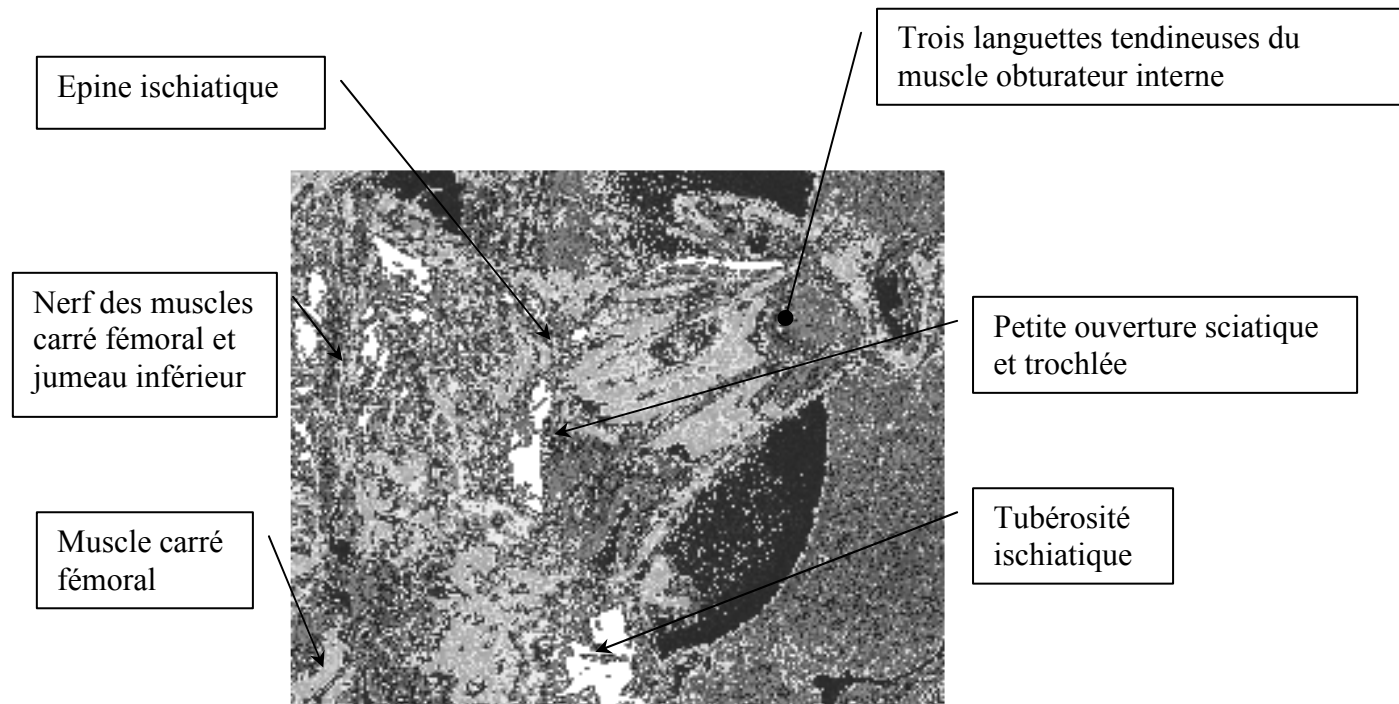 Trois languettes tendineuses du
muscle obturateur interne
Epine ischiatique
Nerf des muscles
carré fémoral et
jumeau inférieur
Petite ouverture sciatique
et trochlée
Muscle carré
fémoral
Tubérosité
ischiatique